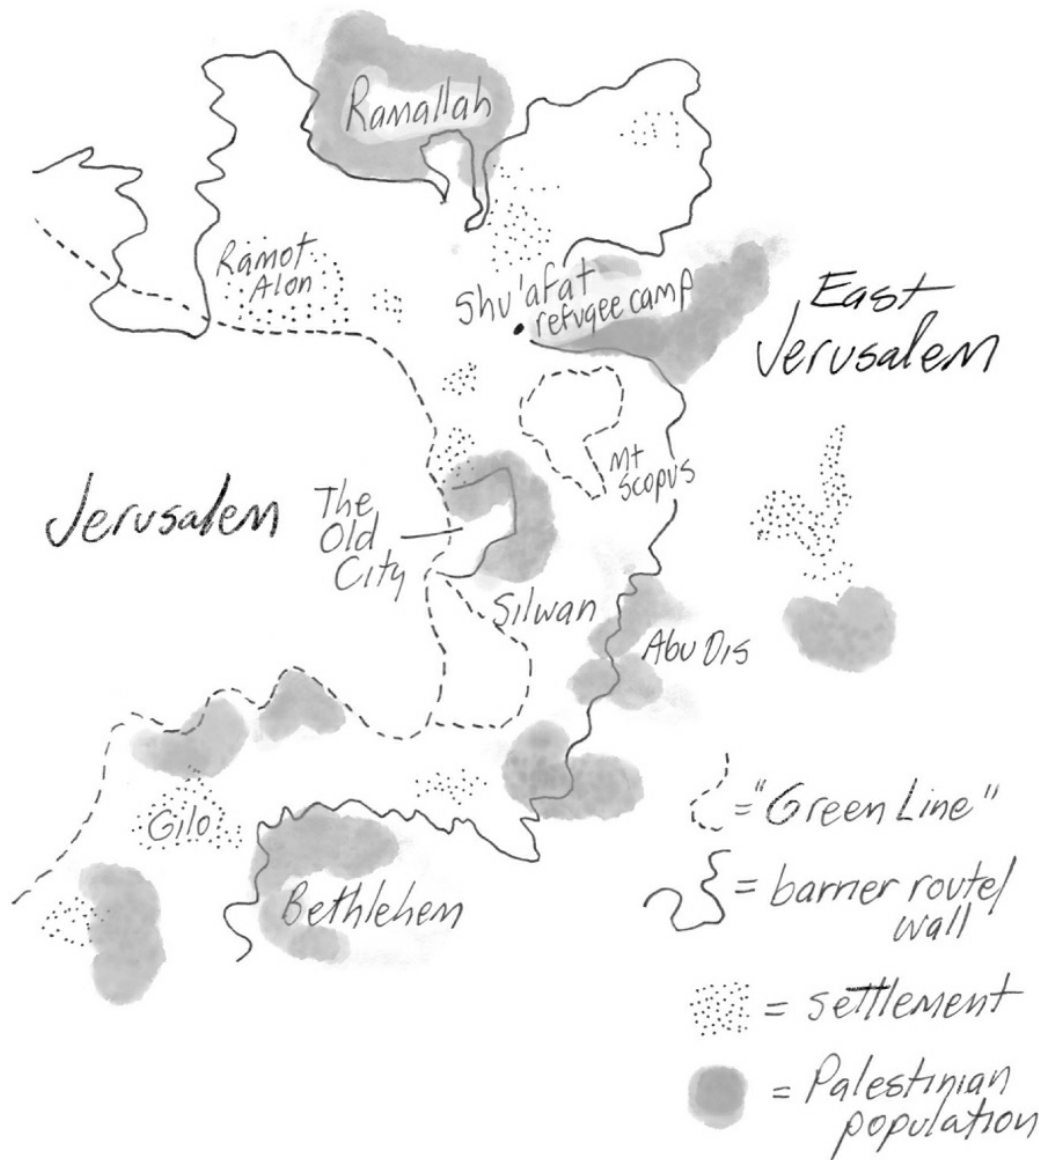 Ramallah
Ramot
Alon
Shu'afat
refugee camp
East
Jerusalem
Mt
Scopus
Jerusalem
The
Old
City
Silwan
Abu Dis
Gilo
Bethlehem
= "Green Line"
= barrier route/
wall
= settlement
= Palestinian
population